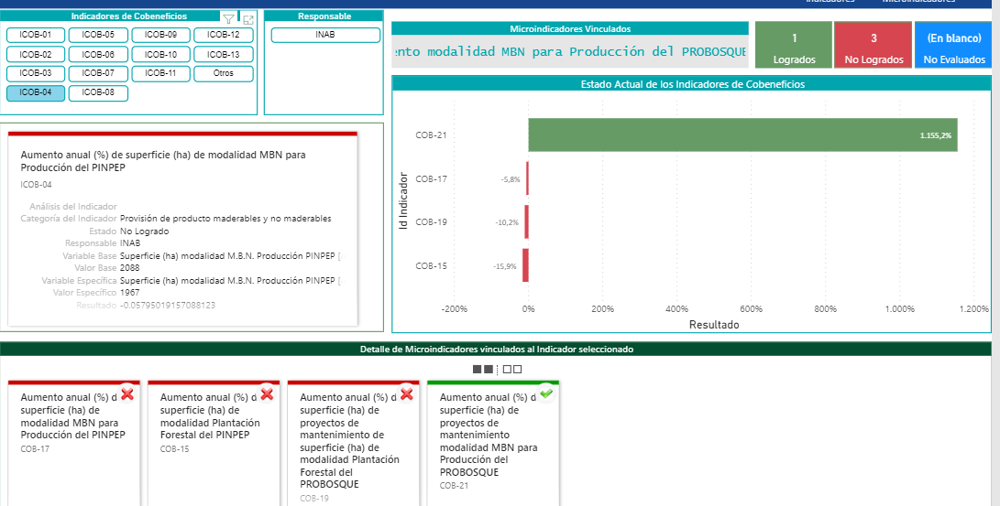 Indicadores de Cobeneficios
ICOB-01
ICOB-05
ICOB-09
ICOB-12
ICOB-02
ICOB-06
ICOB-10
ICOB-13
ICOB-03
ICOB-07
ICOB-11
Otros
ICOB-04
ICOB-08
Responsable
INAB
Microindicadores Vinculados
nto modalidad MBN para Producción del PROBOSQUE
1
Logrados
3
No Logrados
(En blanco)
No Evaluados
Aumento anual (%) de superficie (ha) de modalidad MBN para
Producción del PINPEP
ICOB-04
Análisis del Indicador
Categoría del Indicador Provisión de producto maderables y no maderables
Estado No Logrado
Responsable INAB
Variable Base Superficie (ha) modalidad M.B.N. Producción PINPEP [
Valor Base 2088
Variable Específica Superficie (ha) modalidad M.B.N. Producción PINPEP [
Valor Específico 1967
Resultado -0,05795019157088123
Estado Actual de los Indicadores de Cobeneficios
Id Indicador
COB-21
1.155,2%
COB-17
-5,8%
COB-19
-10,2%
COB-15
-15,9%
-200%
0%
200%
400%
600%
800%
1.000%
1.200%
Resultado
Detalle de Microindicadores vinculados al Indicador seleccionado
Aumento anual (%) d
superficie (ha) de
modalidad MBN para
Producción del PINPEP
COB-17
Aumento anual (%) d
superficie (ha) de
modalidad Plantación
Forestal del PINPEP
COB-15
Aumento anual (%) d
superficie (ha) de
proyectos de
mantenimiento de
superficie (ha) de
modalidad Plantación
Forestal del
PROBOSQUE
COB-19
Aumento anual (%) d
superficie (ha) de
proyectos de
mantenimiento
modalidad MBN para
Producción del
PROBOSQUE
COB-21